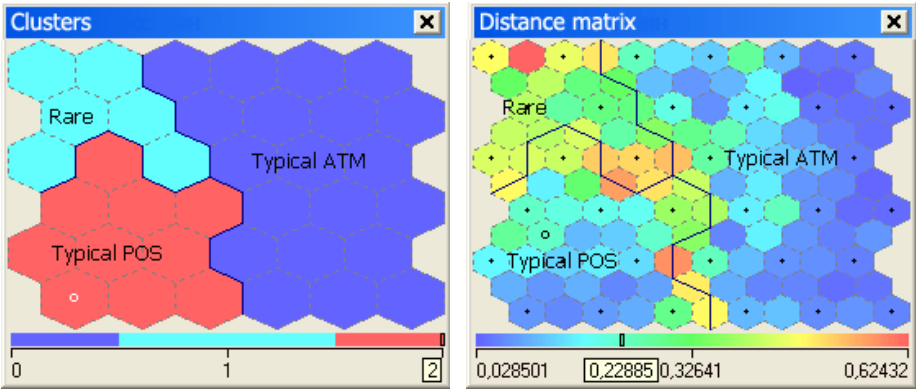 Clusters
Rare
Typical ATM
Typical POS
0 1 2
Distance matrix
Rare
Typical ATM
Typical POS
0,028501 0,22885 0,32641 0,62432